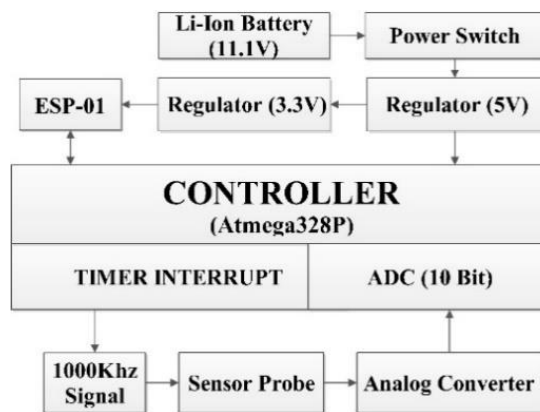 Li-Ion Battery
(11.1V)
Power Switch
ESP-01
Regulator (3.3V)
Regulator (5V)
CONTROLLER
(Atmega328P)
TIMER INTERRUPT
ADC (10 Bit)
1000Khz
Signal
Sensor Probe
Analog Converter